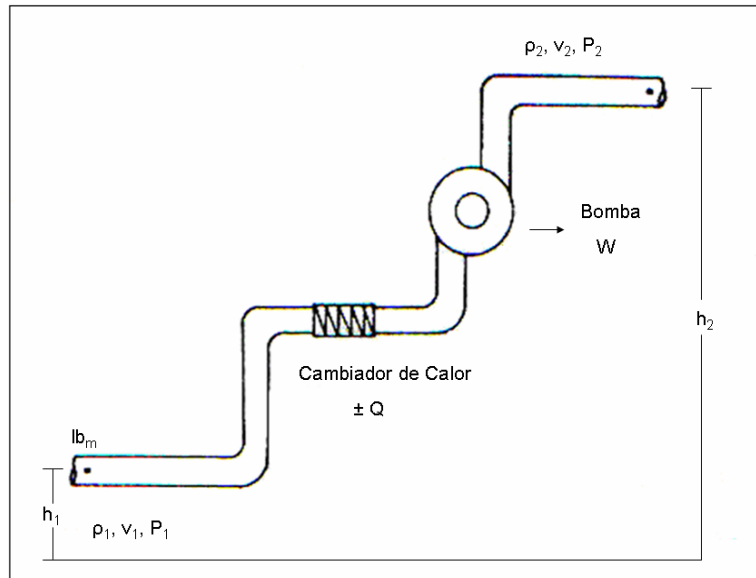 ρ₂, v₂, P₂
Bomba
W
h₂
Cambiador de Calor
± Q
lbₘ
h₁
ρ₁, v₁, P₁